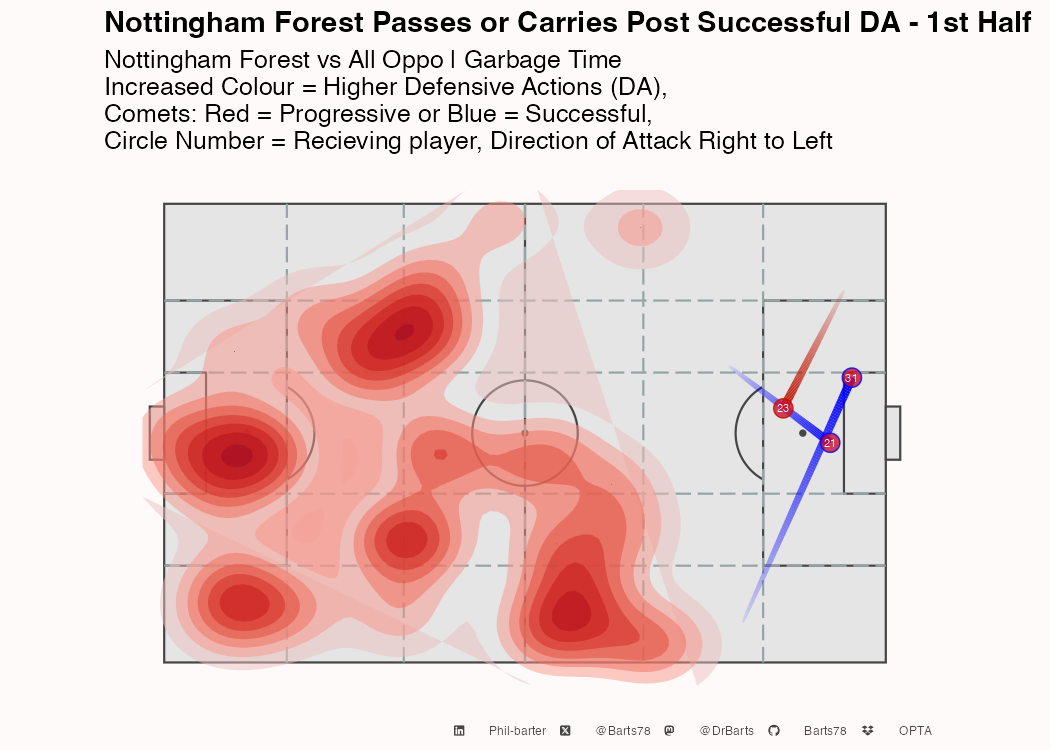 Nottingham Forest Passes or Carries Post Successful DA - 1st Half
Nottingham Forest vs All Oppo | Garbage Time
Increased Colour = Higher Defensive Actions (DA),
Comets: Red = Progressive or Blue = Successful,
Circle Number = Recieving player, Direction of Attack Right to Left
31
23
21
Phil-barter @Barts78 @DrBarts Barts78 OPTA